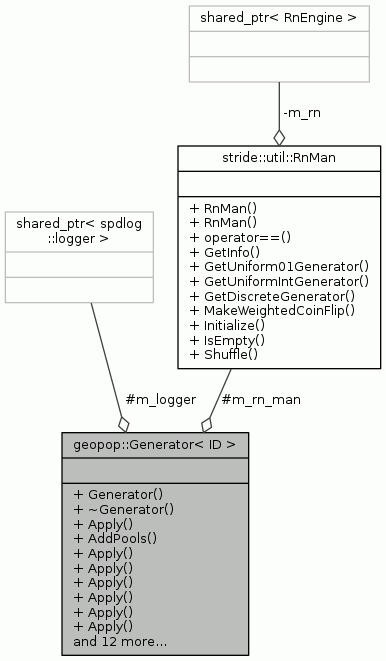 shared_ptr< RnEngine >
-m_rn
stride::util::RnMan
+ RnMan()
+ RnMan()
+ operator==()
+ GetInfo()
+ GetUniform01Generator()
+ GetUniformIntGenerator()
+ GetDiscreteGenerator()
+ MakeWeightedCoinFlip()
+ Initialize()
+ IsEmpty()
+ Shuffle()
shared_ptr< spdlog
::logger >
#m_logger
#m_rn_man
geopop::Generator< ID >
+ Generator()
+ ~Generator()
+ Apply()
+ AddPools()
+ Apply()
+ Apply()
+ Apply()
+ Apply()
+ Apply()
+ Apply()
and 12 more...